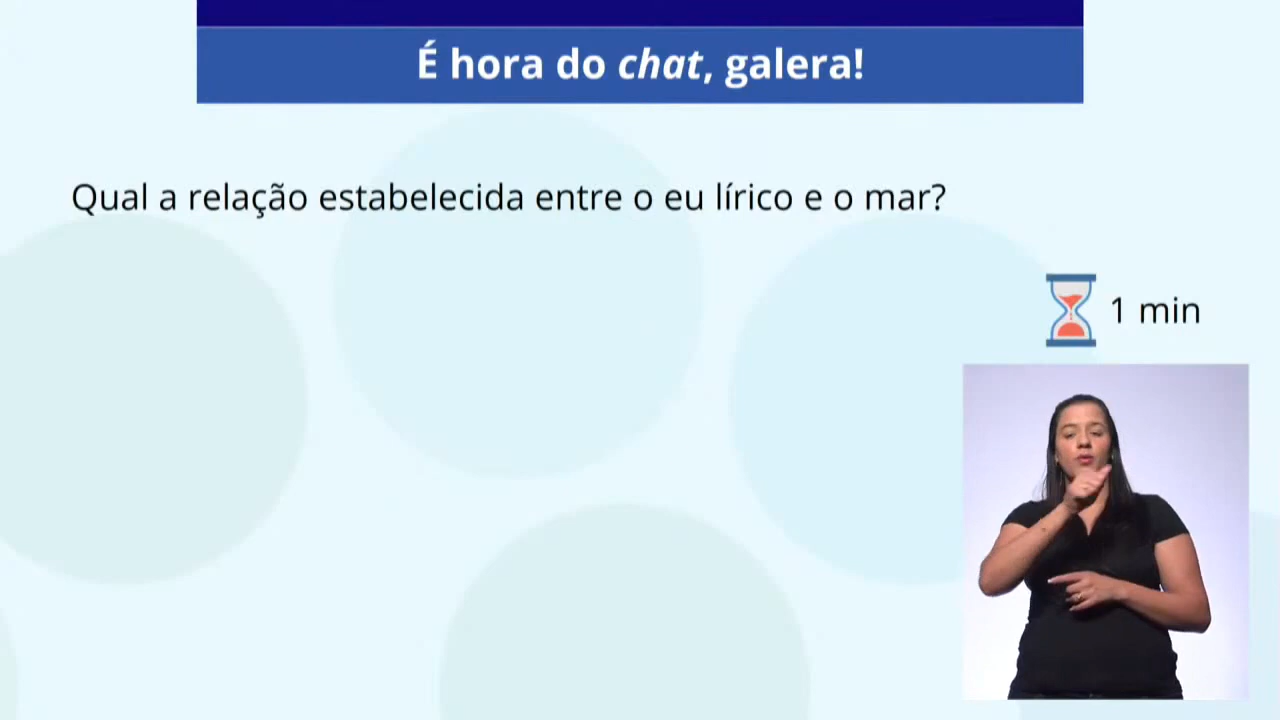 É hora do chat, galera!
Qual a relação estabelecida entre o eu lírico e o mar?
1 min